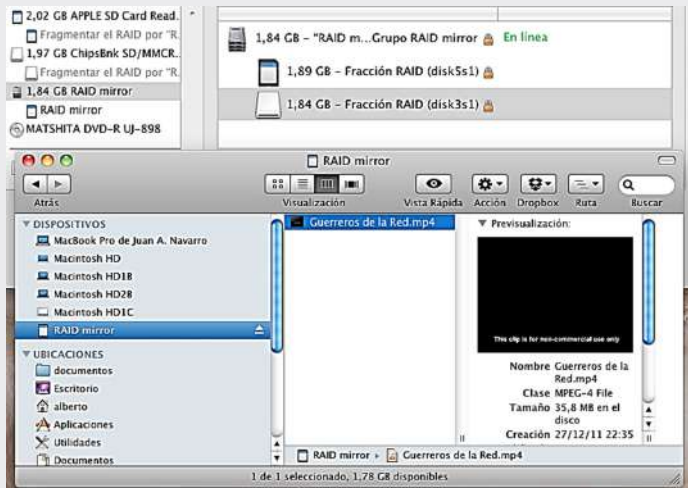 2,02 GB APPLE SD Card Read.
Fragmentar el RAID por "R.
1,97 GB ChipsBnk SD/MMCR..
Fragmentar el RAID por "R.
1,84 GB RAID mirror
RAID mirror
MATSHITA DVD-R UJ-898
1,84 GB – "RAID m...Grupo RAID mirror En línea
1,89 GB – Fracción RAID (disk5s1)
1,84 GB – Fracción RAID (disk3s1)
RAID mirror
Atrás Visualización Vista Rápida Acción Dropbox Ruta Buscar
DISPOSITIVOS
MacBook Pro de Juan A. Navarro
Macintosh HD
Macintosh HD1B
Macintosh HD2B
Macintosh HD1C
RAID mirror
UBICACIONES
documentos
Escritorio
alberto
Aplicaciones
Utilidades
Documentos
Guerreros de la Red.mp4
Previsualización:
This clip is for non-commercial use only
Nombre Guerreros de la
Red.mp4
Clase MPEG-4 File
Tamaño 35,8 MB en el
disco
Creación 27/12/11 22:35
RAID mirror ▸ Guerreros de la Red.mp4
1 de 1 seleccionado, 1,78 GB disponibles